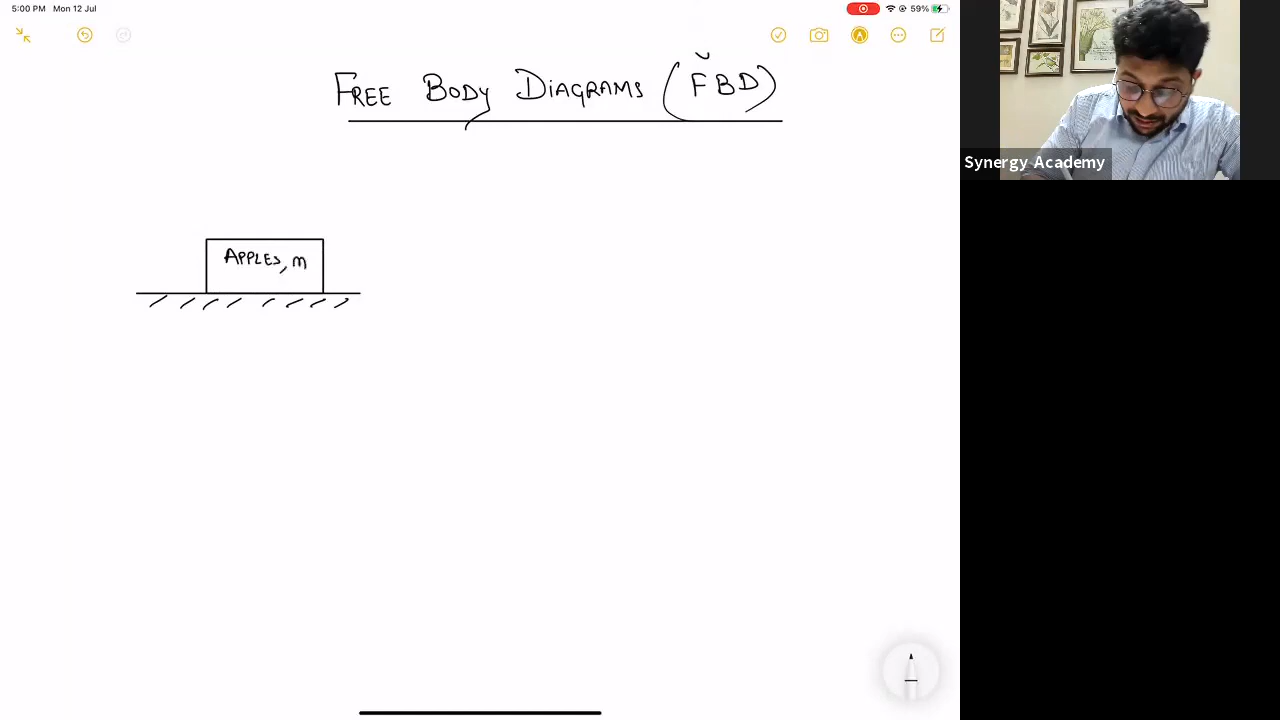 5:00 PM Mon 12 Jul 59%
FREE BODY DIAGRAMS (FBD)
Synergy Academy
APPLES, m